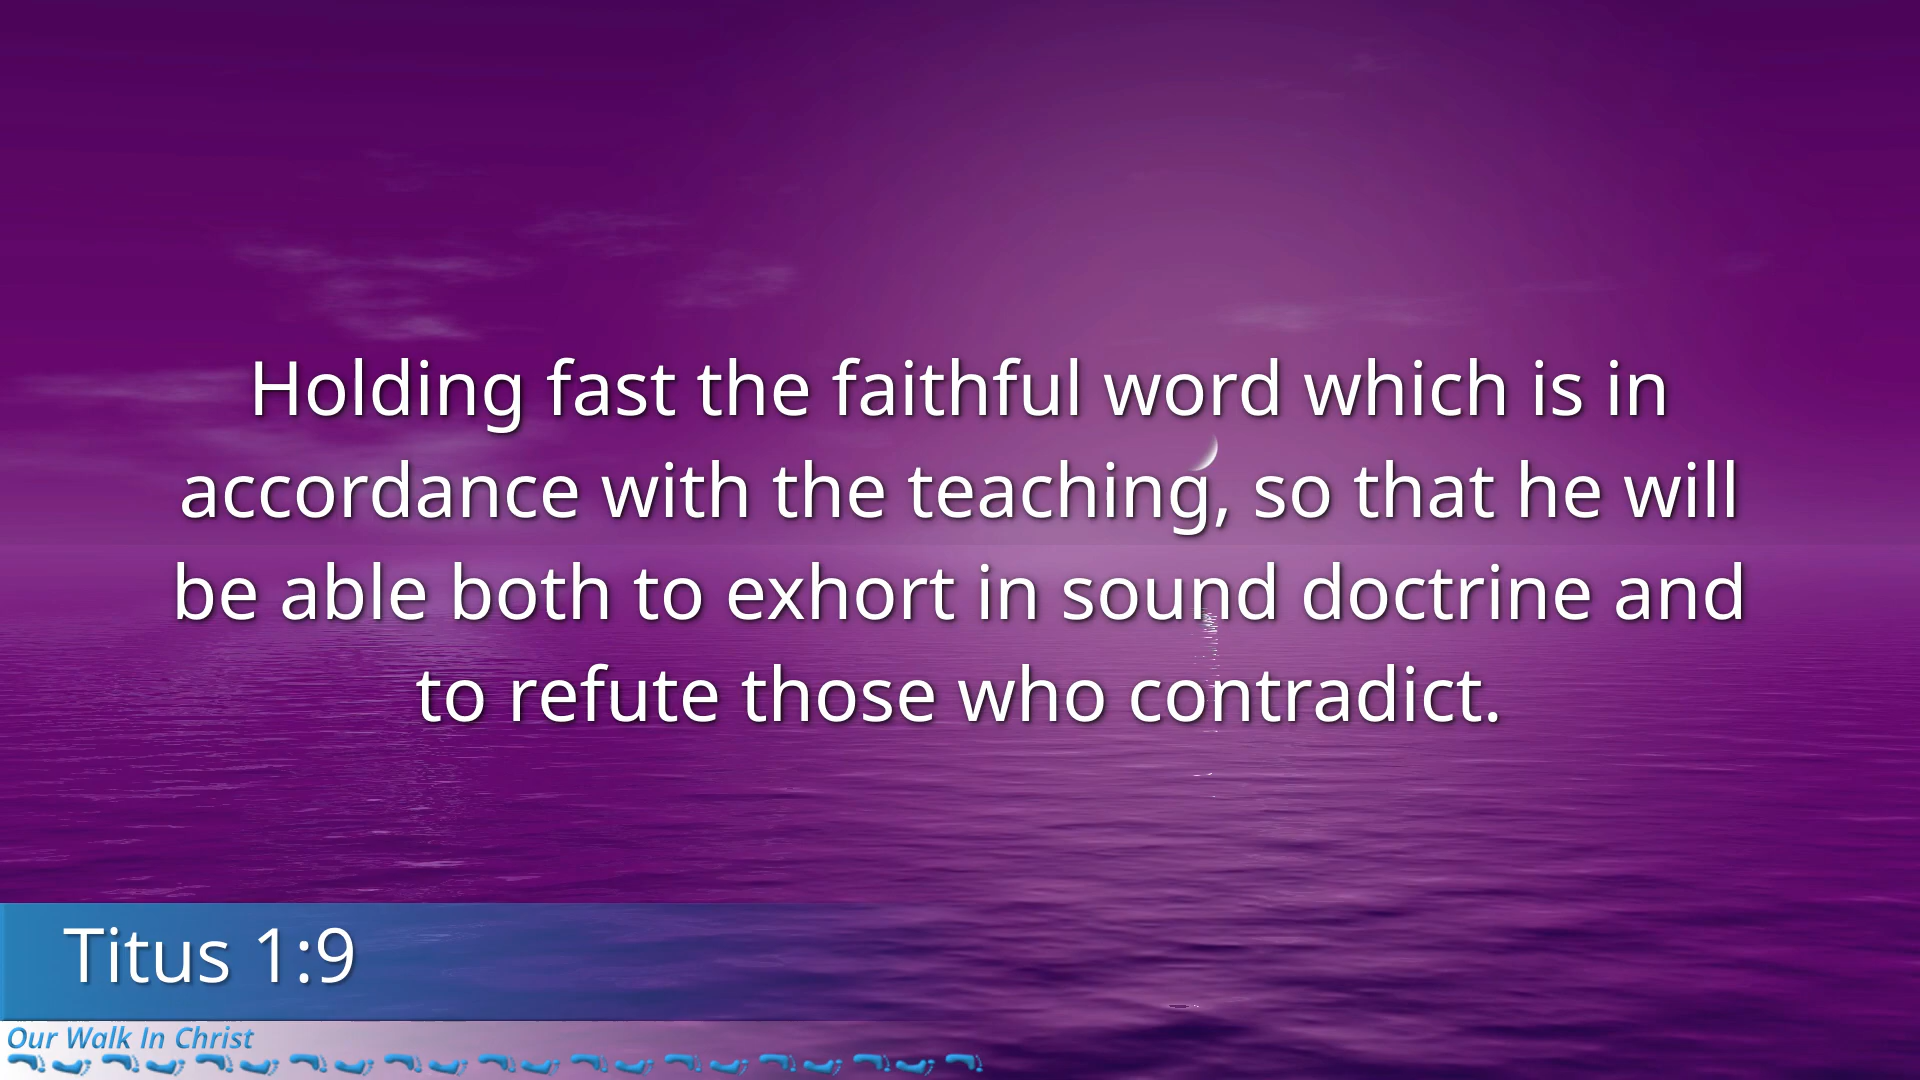 Holding fast the faithful word which is in
accordance with the teaching, so that he will
be able both to exhort in sound doctrine and
to refute those who contradict.
Titus 1:9
Our Walk In Christ